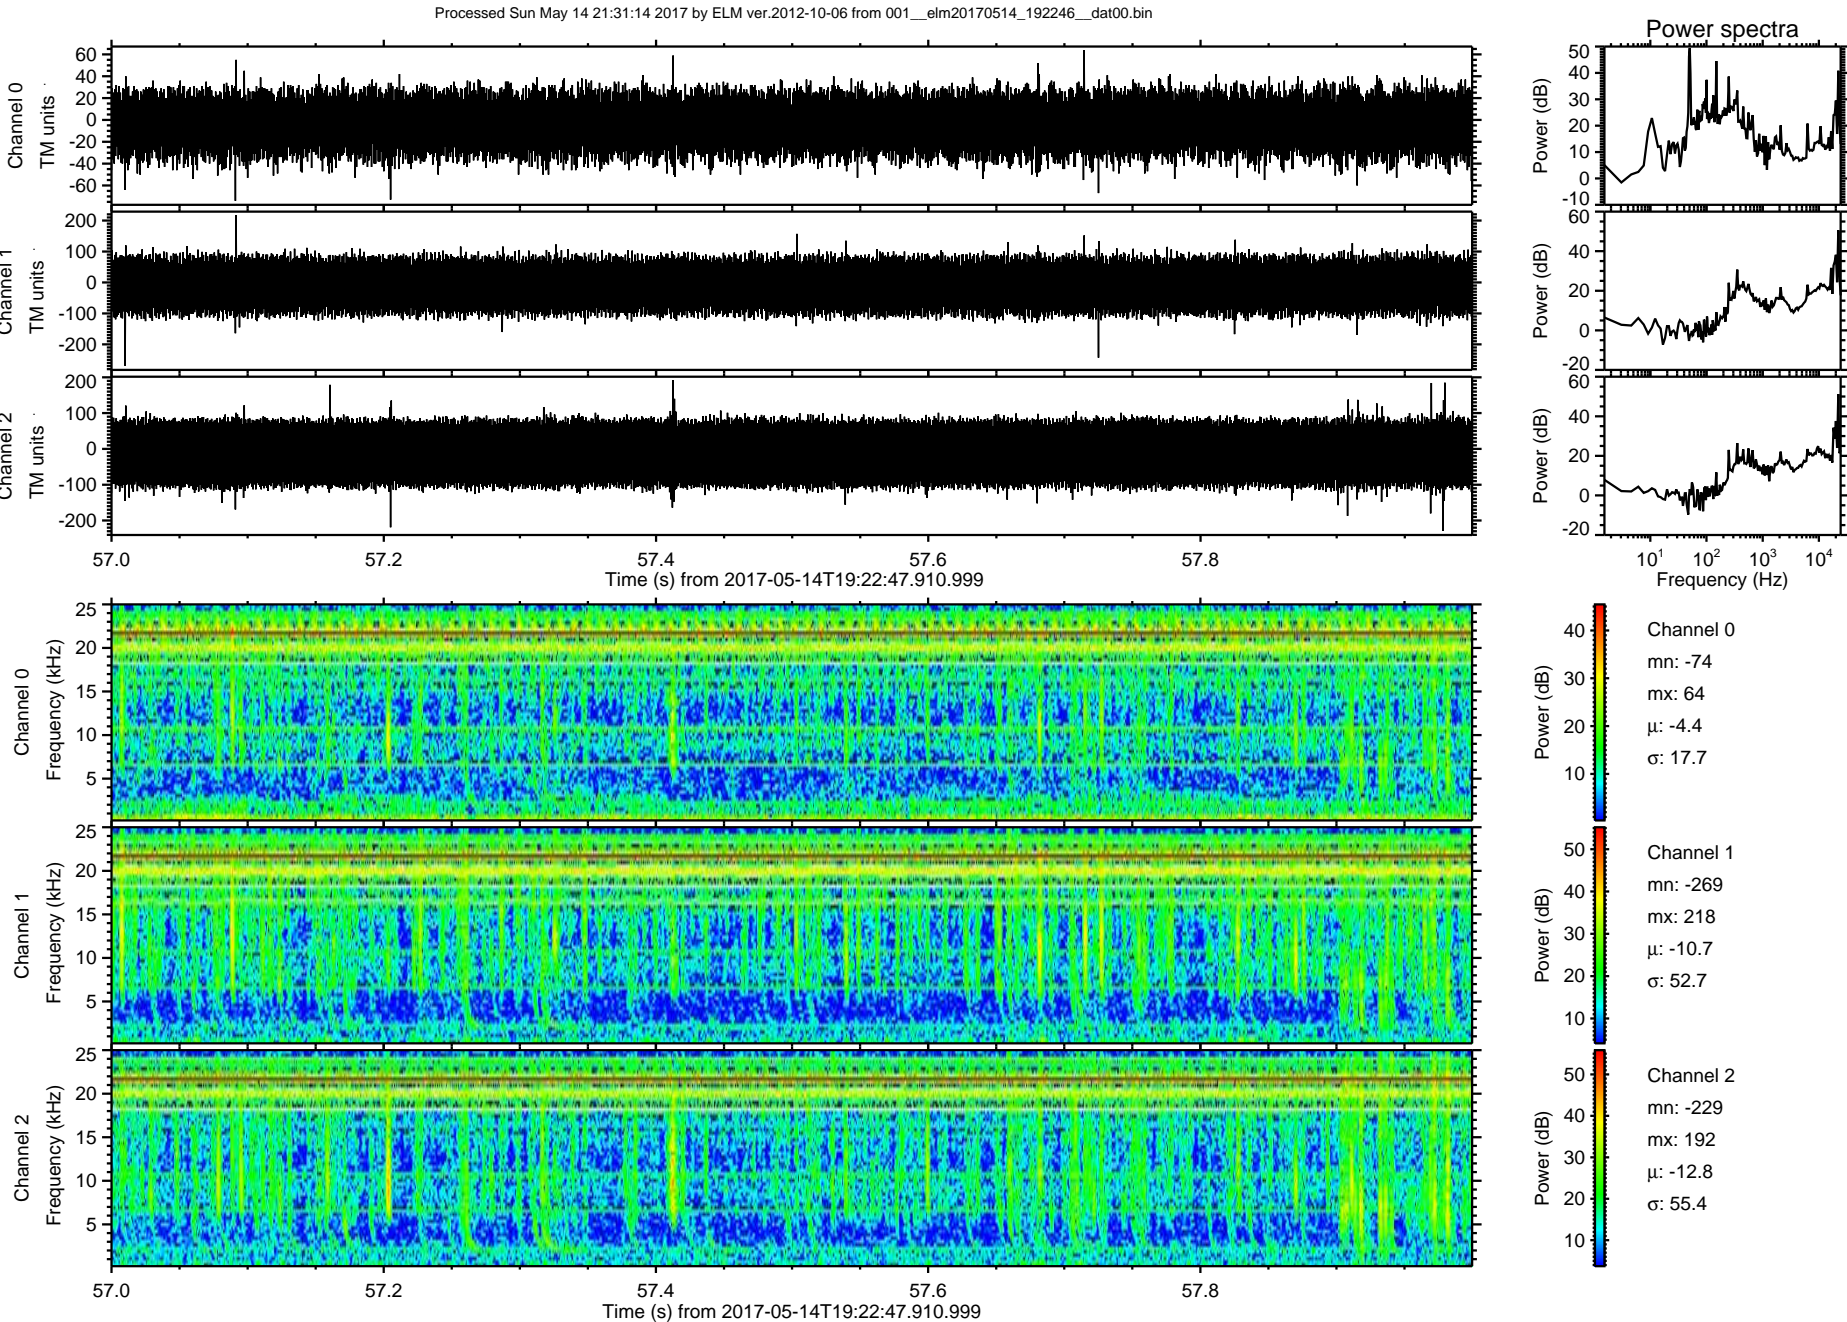 Processed Sun May 14 21:31:14 2017 by ELM ver.2012-10-06 from 001__elm20170514_192246__dat00.bin
Power spectra
Channel 0
TM units
60
40
20
0
-20
-40
-60
Power (dB)
50
40
30
20
10
0
-10
Channel 1
TM units
200
100
0
-100
-200
Power (dB)
60
40
20
0
-20
Channel 2
TM units
200
100
0
-100
-200
Power (dB)
60
40
20
0
-20
57.0 57.2 57.4 57.6 57.8
Time (s) from 2017-05-14T19:22:47.910.999
10^1 10^2 10^3 10^4
Frequency (Hz)
Channel 0
Frequency (kHz)
25
20
15
10
5
Power (dB)
40
30
20
10
Channel 0
mn: -74
mx: 64
μ: -4.4
σ: 17.7
Channel 1
Frequency (kHz)
25
20
15
10
5
Power (dB)
50
40
30
20
10
Channel 1
mn: -269
mx: 218
μ: -10.7
σ: 52.7
Channel 2
Frequency (kHz)
25
20
15
10
5
Power (dB)
50
40
30
20
10
Channel 2
mn: -229
mx: 192
μ: -12.8
σ: 55.4
57.0 57.2 57.4 57.6 57.8
Time (s) from 2017-05-14T19:22:47.910.999